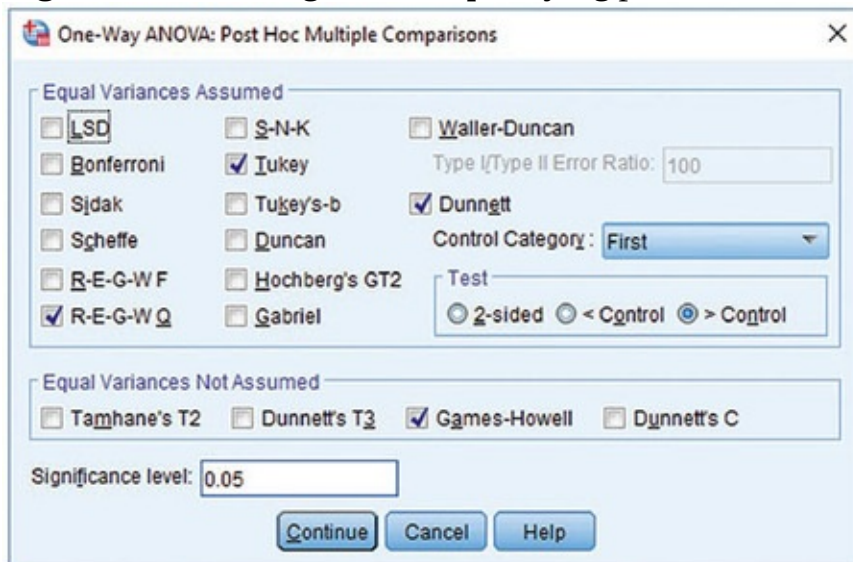 One-Way ANOVA: Post Hoc Multiple Comparisons
Equal Variances Assumed
LSD S-N-K Waller-Duncan
Bonferroni Tukey Type I/Type II Error Ratio: 100
Sidak Tukey's-b Dunnett
Scheffe Duncan Control Category : First
R-E-G-W F Hochberg's GT2 Test
R-E-G-W Q Gabriel 2-sided < Control > Control
Equal Variances Not Assumed
Tamhane's T2 Dunnett's T3 Games-Howell Dunnett's C
Significance level: 0.05
Continue Cancel Help